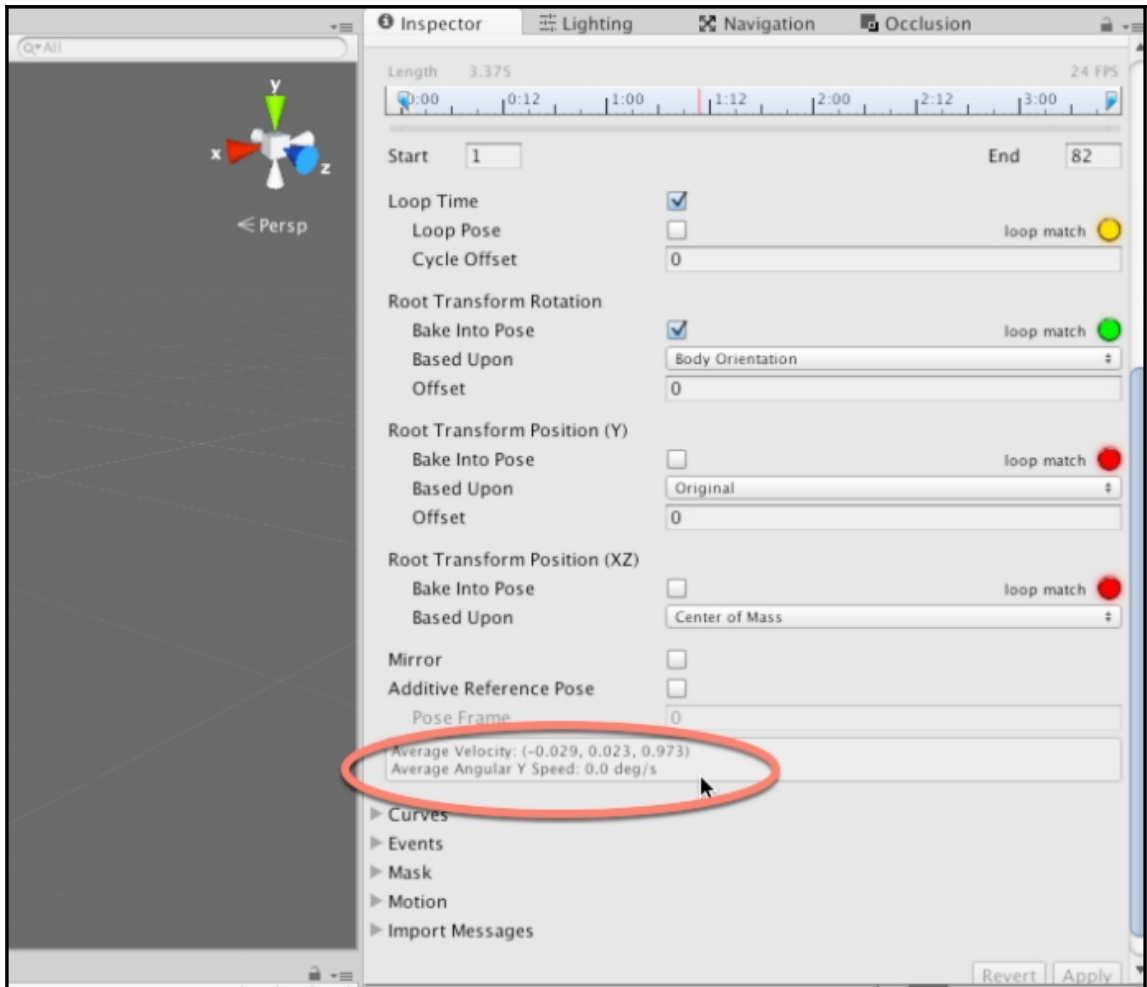 Inspector Lighting Navigation Occlusion
All
Length 3.375 24 FPS
0:00 0:12 1:00 1:12 2:00 2:12 3:00
y
x
z
Persp
Start 1 End 82
Loop Time
Loop Pose loop match
Cycle Offset 0
Root Transform Rotation
Bake Into Pose loop match
Based Upon Body Orientation
Offset 0
Root Transform Position (Y)
Bake Into Pose loop match
Based Upon Original
Offset 0
Root Transform Position (XZ)
Bake Into Pose loop match
Based Upon Center of Mass
Mirror
Additive Reference Pose
Pose Frame 0
Average Velocity: (-0.029, 0.023, 0.973)
Average Angular Y Speed: 0.0 deg/s
Curves
Events
Mask
Motion
Import Messages
Revert Apply